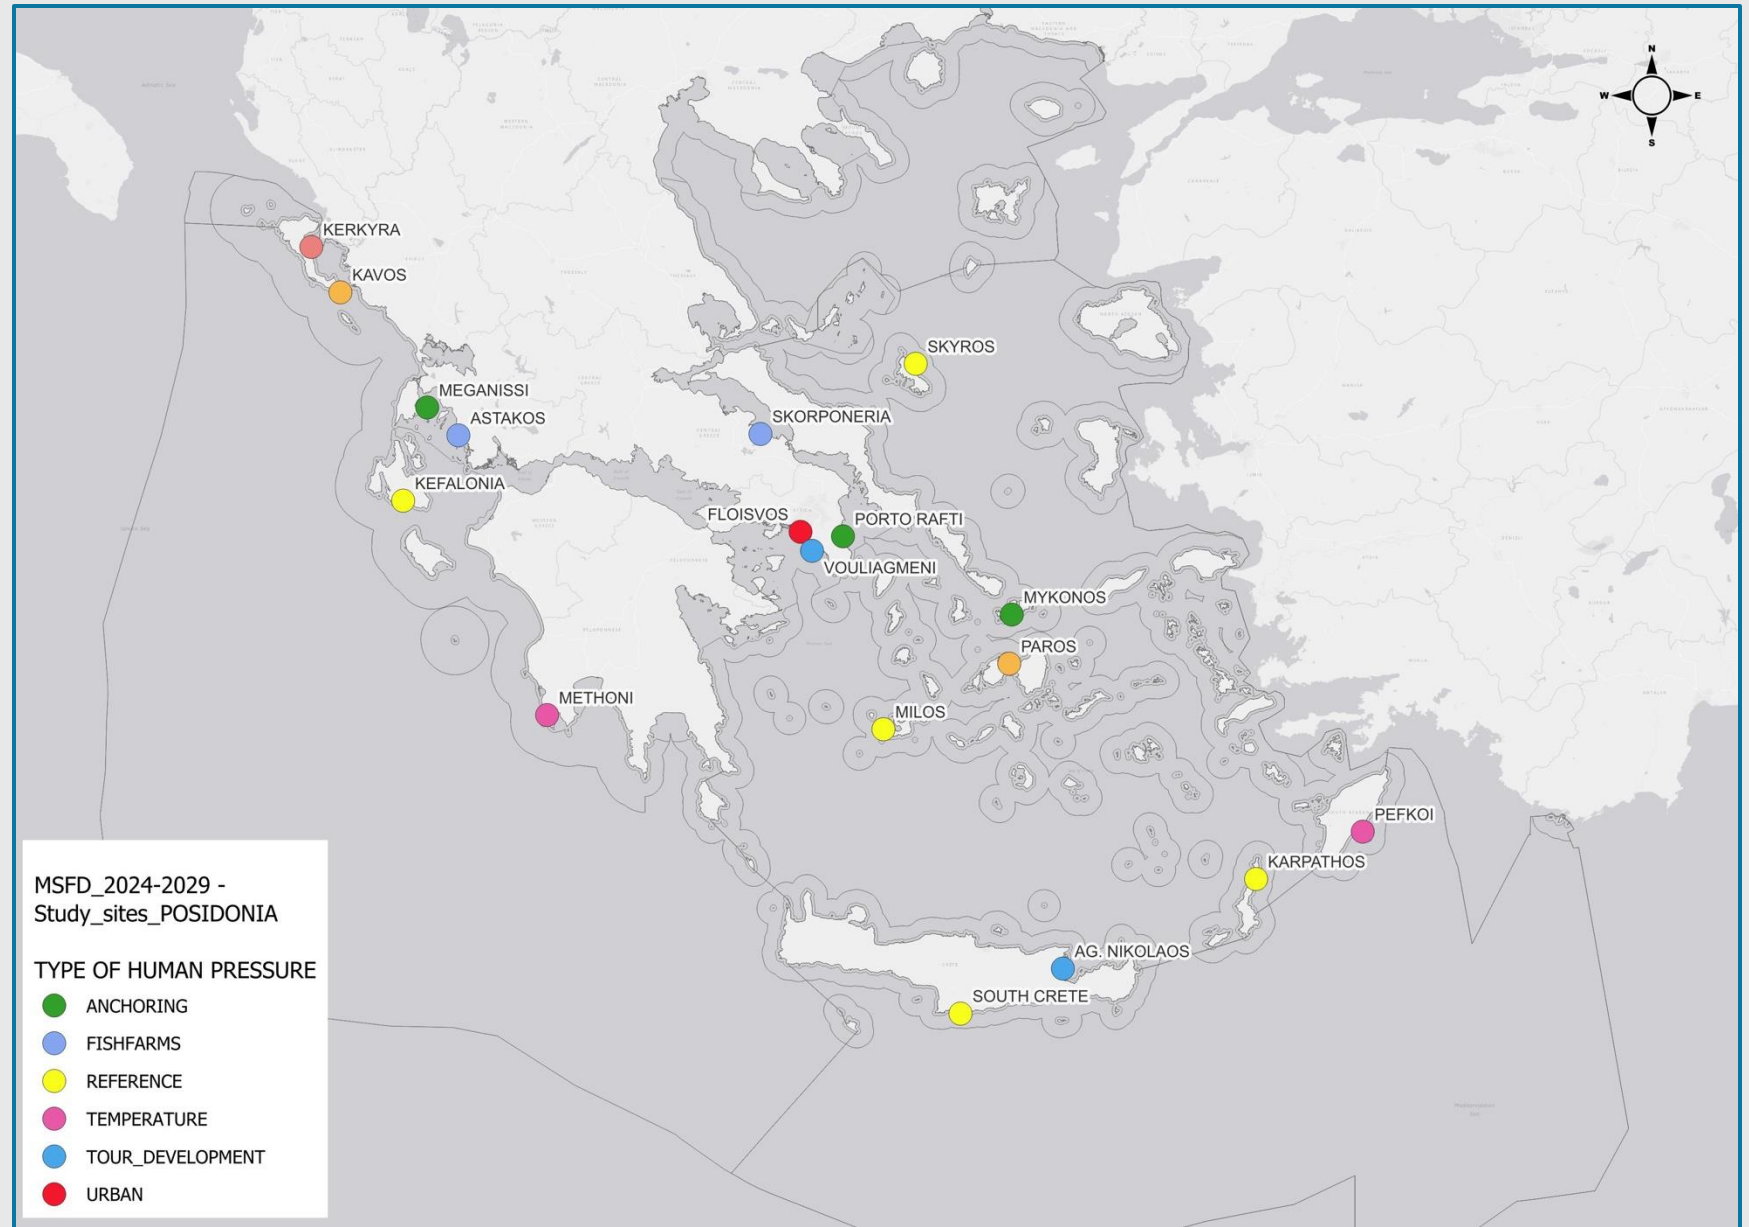 N
W
E
S
KERKYRA
KAVOS
SKYROS
MEGANISSI
ASTAKOS
SKORPONERIA
KEFALONIA
FLOISVOS
PORTO RAFTI
VOULIAGMENI
MYKONOS
PAROS
METHONI
MILOS
PEFKOI
KARPATHOS
AG. NIKOLAOS
SOUTH CRETE
MSFD_2024-2029 -
Study_sites_POSIDONIA
TYPE OF HUMAN PRESSURE
ANCHORING
FISHFARMS
REFERENCE
TEMPERATURE
TOUR_DEVELOPMENT
URBAN